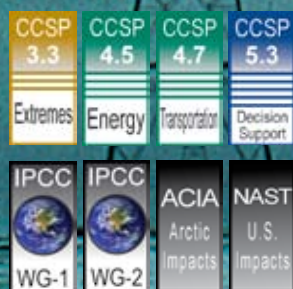 CCSP CCSP CCSP CCSP
3.3 4.5 4.7 5.3
Extremes Energy Transportation Decision
Support
IPCC IPCC ACIA NAST
WG-1 WG-2 Arctic U.S.
Impacts Impacts